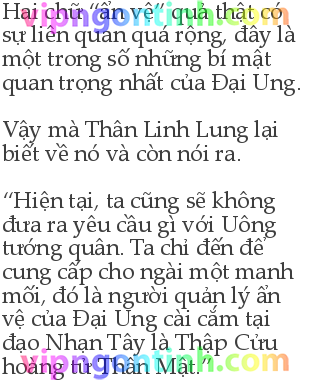 Hai chữ “ẩn vệ” quả thật có
sự liên quan quá rộng, đây là
một trong số những bí mật
quan trọng nhất của Đại Ung.
Vậy mà Thân Linh Lung lại
biết về nó và còn nói ra.
“Hiện tại, ta cũng sẽ không
đưa ra yêu cầu gì với Uông
tướng quân. Ta chỉ đến để
cung cấp cho ngài một manh
mối, đó là người quản lý ẩn
vệ của Đại Ung cài cắm tại
đạo Nhạn Tây là Thập Cửu
hoàng tử Thần Mật.”
vipngontinh.com
vipngontinh.com